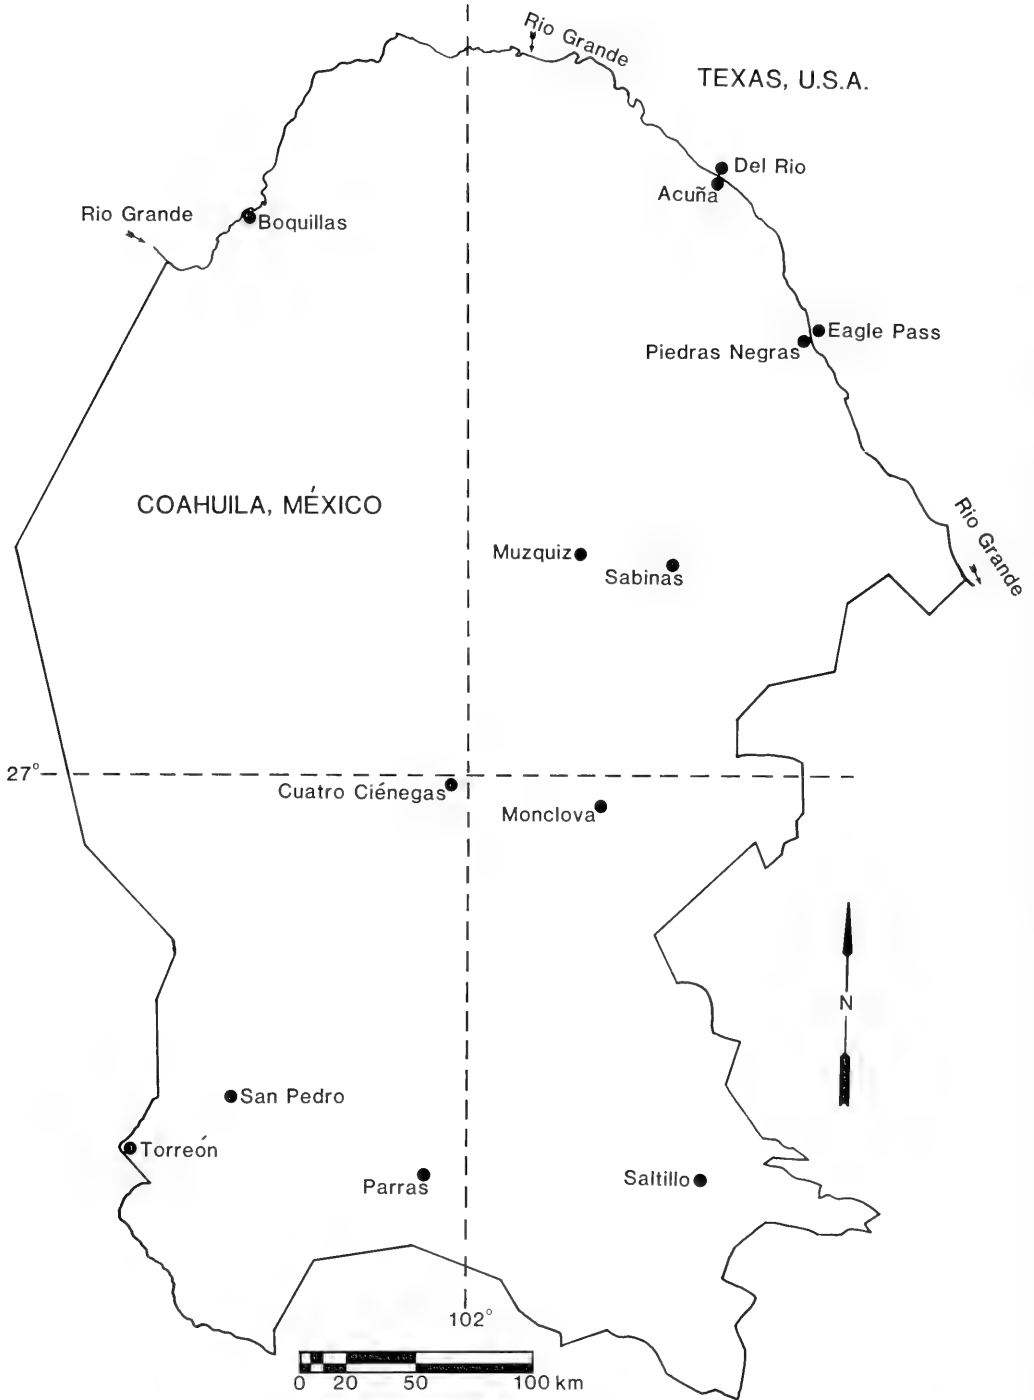 Rio Grande
TEXAS, U.S.A.
Del Rio
Acuña
Rio Grande
Boquillas
Eagle Pass
Piedras Negras
COAHUILA, MÉXICO
Rio Grande
Muzquiz
Sabinas
27°
Cuatro Ciénegas
Monclova
N
San Pedro
Torreón
Parras
Saltillo
102°
0 20 50 100 km